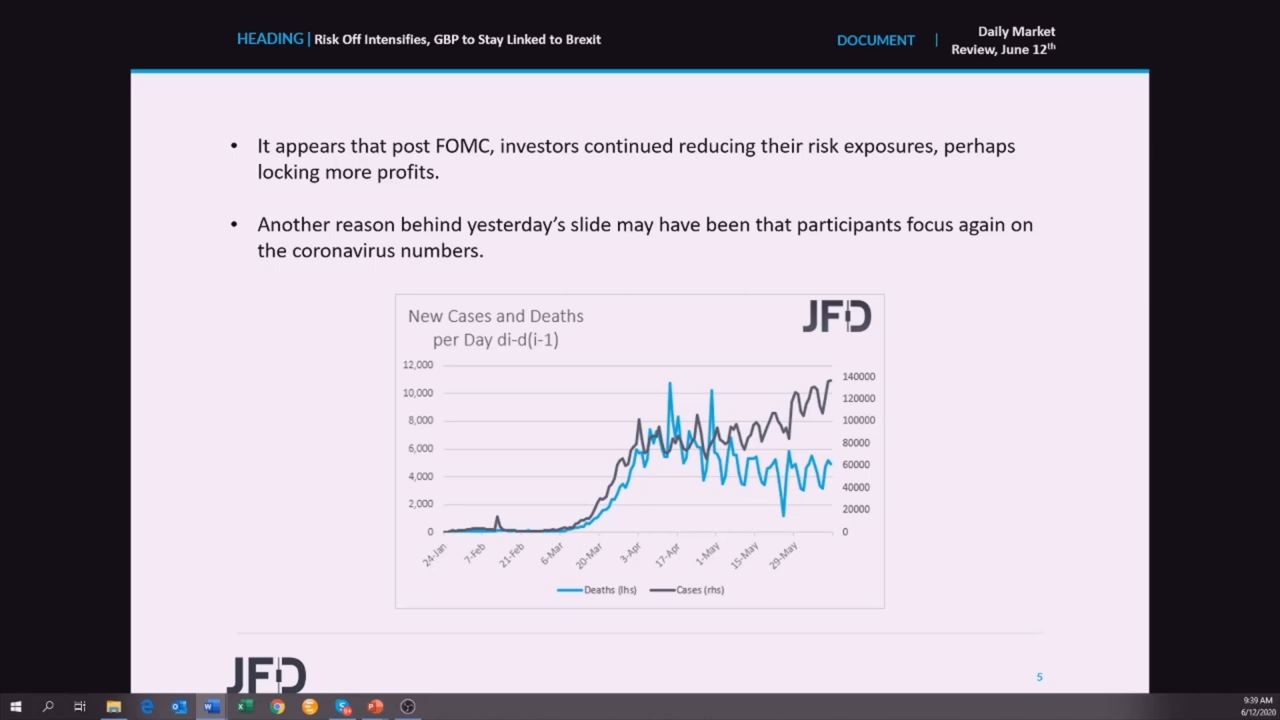 HEADING | Risk Off Intensifies, GBP to Stay Linked to Brexit
DOCUMENT | Daily Market
Review, June 12th
• It appears that post FOMC, investors continued reducing their risk exposures, perhaps
locking more profits.
• Another reason behind yesterday’s slide may have been that participants focus again on
the coronavirus numbers.
New Cases and Deaths
per Day di-d(i-1)
JFD
12,000
10,000
8,000
6,000
4,000
2,000
0
140000
120000
100000
80000
60000
40000
20000
0
24-Jan
7-Feb
21-Feb
6-Mar
20-Mar
3-Apr
17-Apr
1-May
15-May
29-May
Deaths (lhs)
Cases (rhs)
JFD
5
9:39 AM
6/12/2020